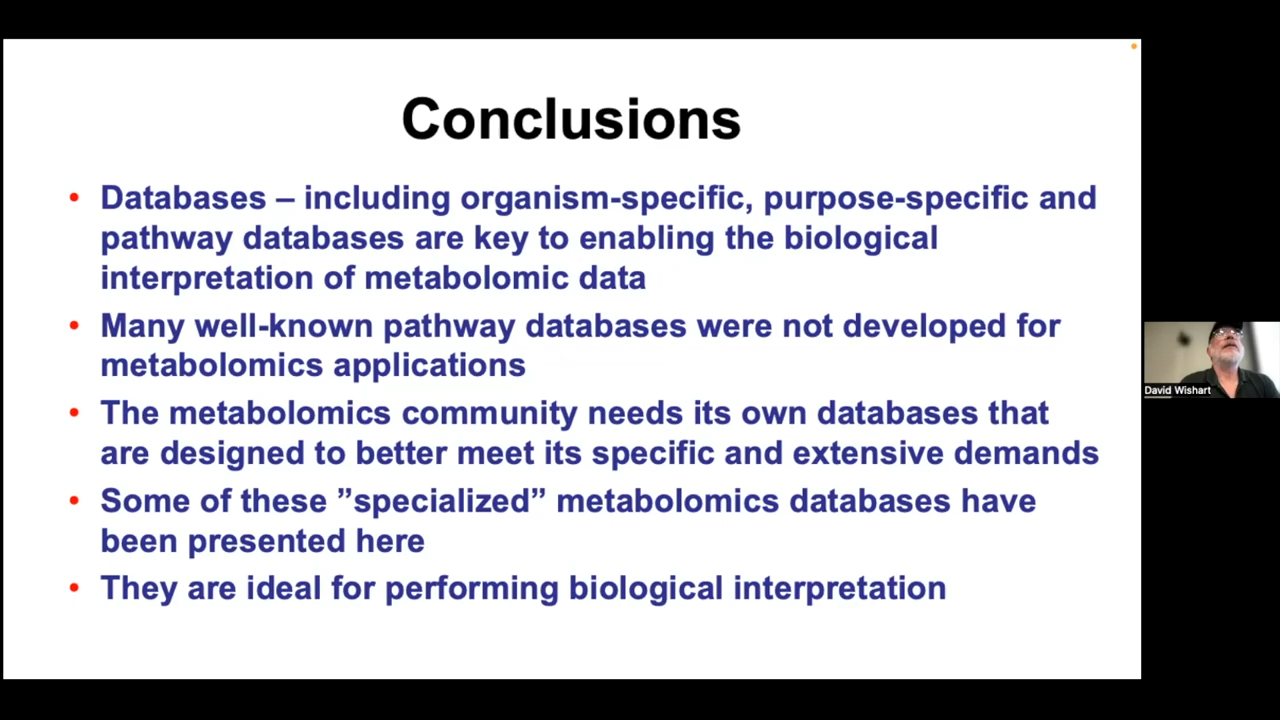 Conclusions
• Databases – including organism-specific, purpose-specific and
pathway databases are key to enabling the biological
interpretation of metabolomic data
• Many well-known pathway databases were not developed for
metabolomics applications
• The metabolomics community needs its own databases that
are designed to better meet its specific and extensive demands
• Some of these ”specialized” metabolomics databases have
been presented here
• They are ideal for performing biological interpretation
David Wishart